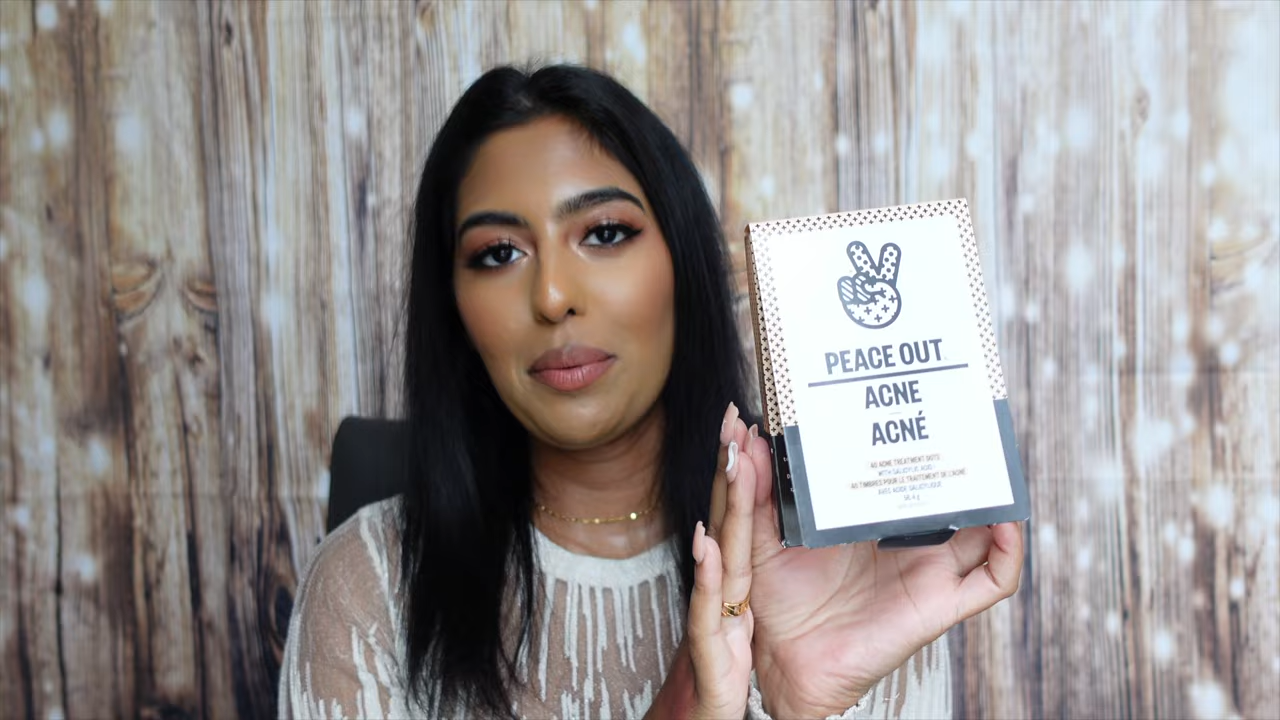 PEACE OUT
ACNE
ACNÉ
40 ACNE TREATMENT DOTS
WITH SALICYLIC ACID
40 TIMBRES POUR LE TRAITEMENT DE L'ACNÉ
AVEC ACIDE SALICYLIQUE